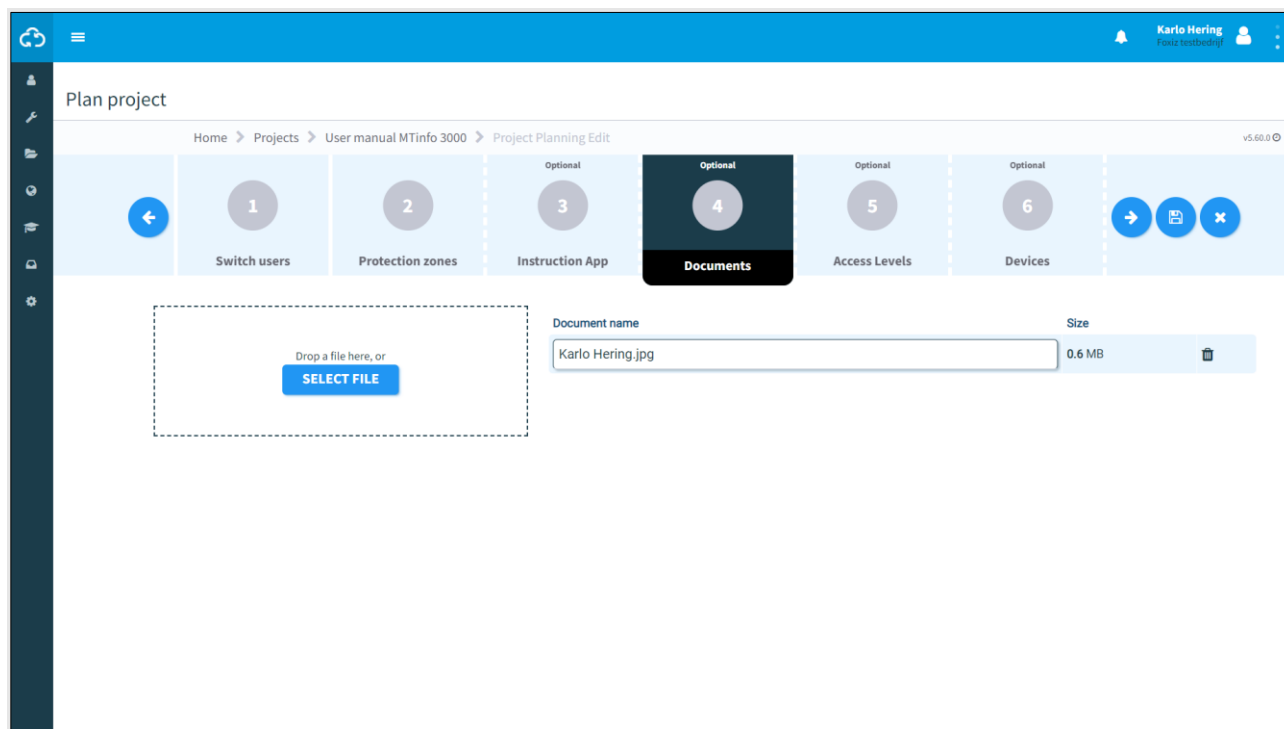 Karlo Hering
Foxiz testbedrijf
Plan project
Home Projects User manual MTinfo 3000 Project Planning Edit
v5.60.0
Optional Optional Optional Optional
1 2 3 4 5 6
Switch users Protection zones Instruction App Documents Access Levels Devices
Document name Size
Karlo Hering.jpg 0.6 MB
Drop a file here, or
SELECT FILE